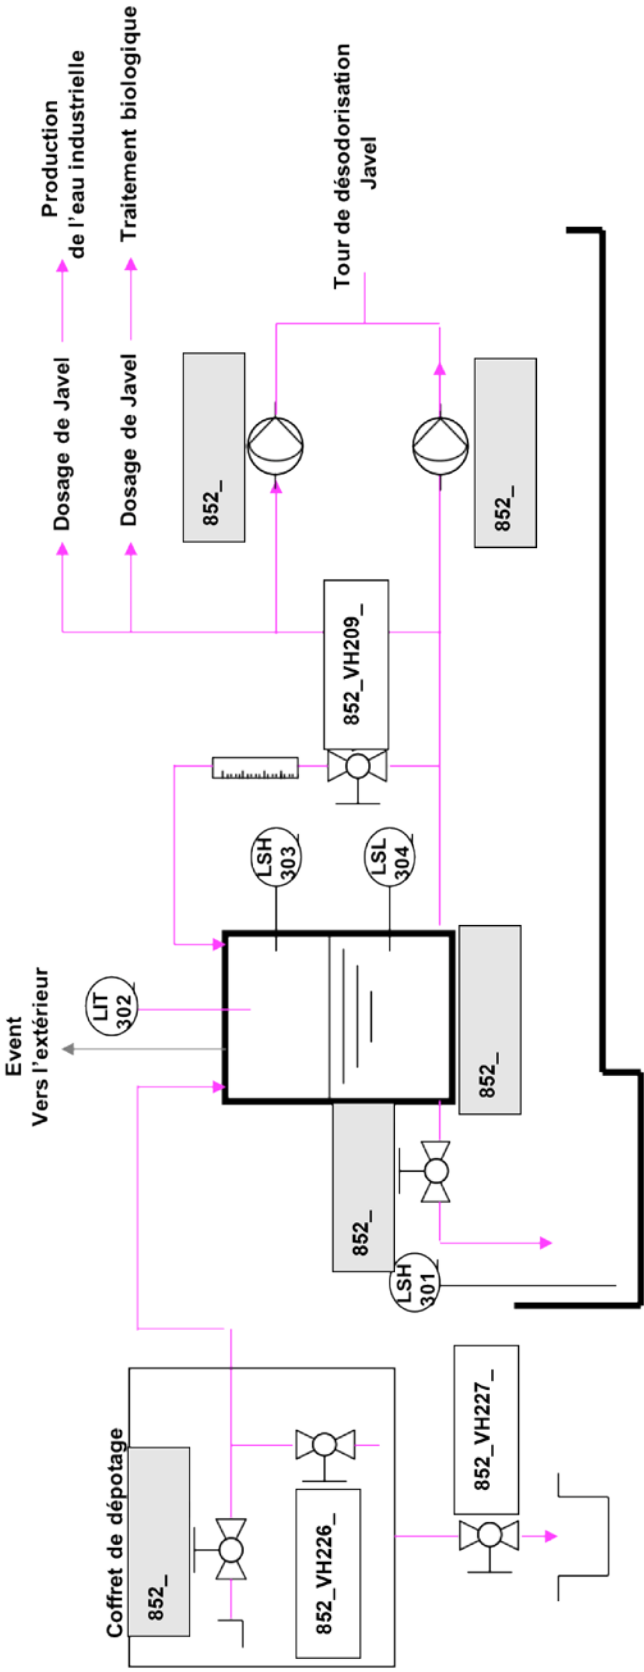 Production
de l'eau industrielle
Traitement biologique
Dosage de Javel
Dosage de Javel
Tour de désodorisation
Javel
852_
852_
852_VH209_
LSH
303
LSL
304
Event
Vers l'extérieur
LIT
302
852_
852_
LSH
301
Coffret de dépotage
852_
852_VH226_
852_VH227_